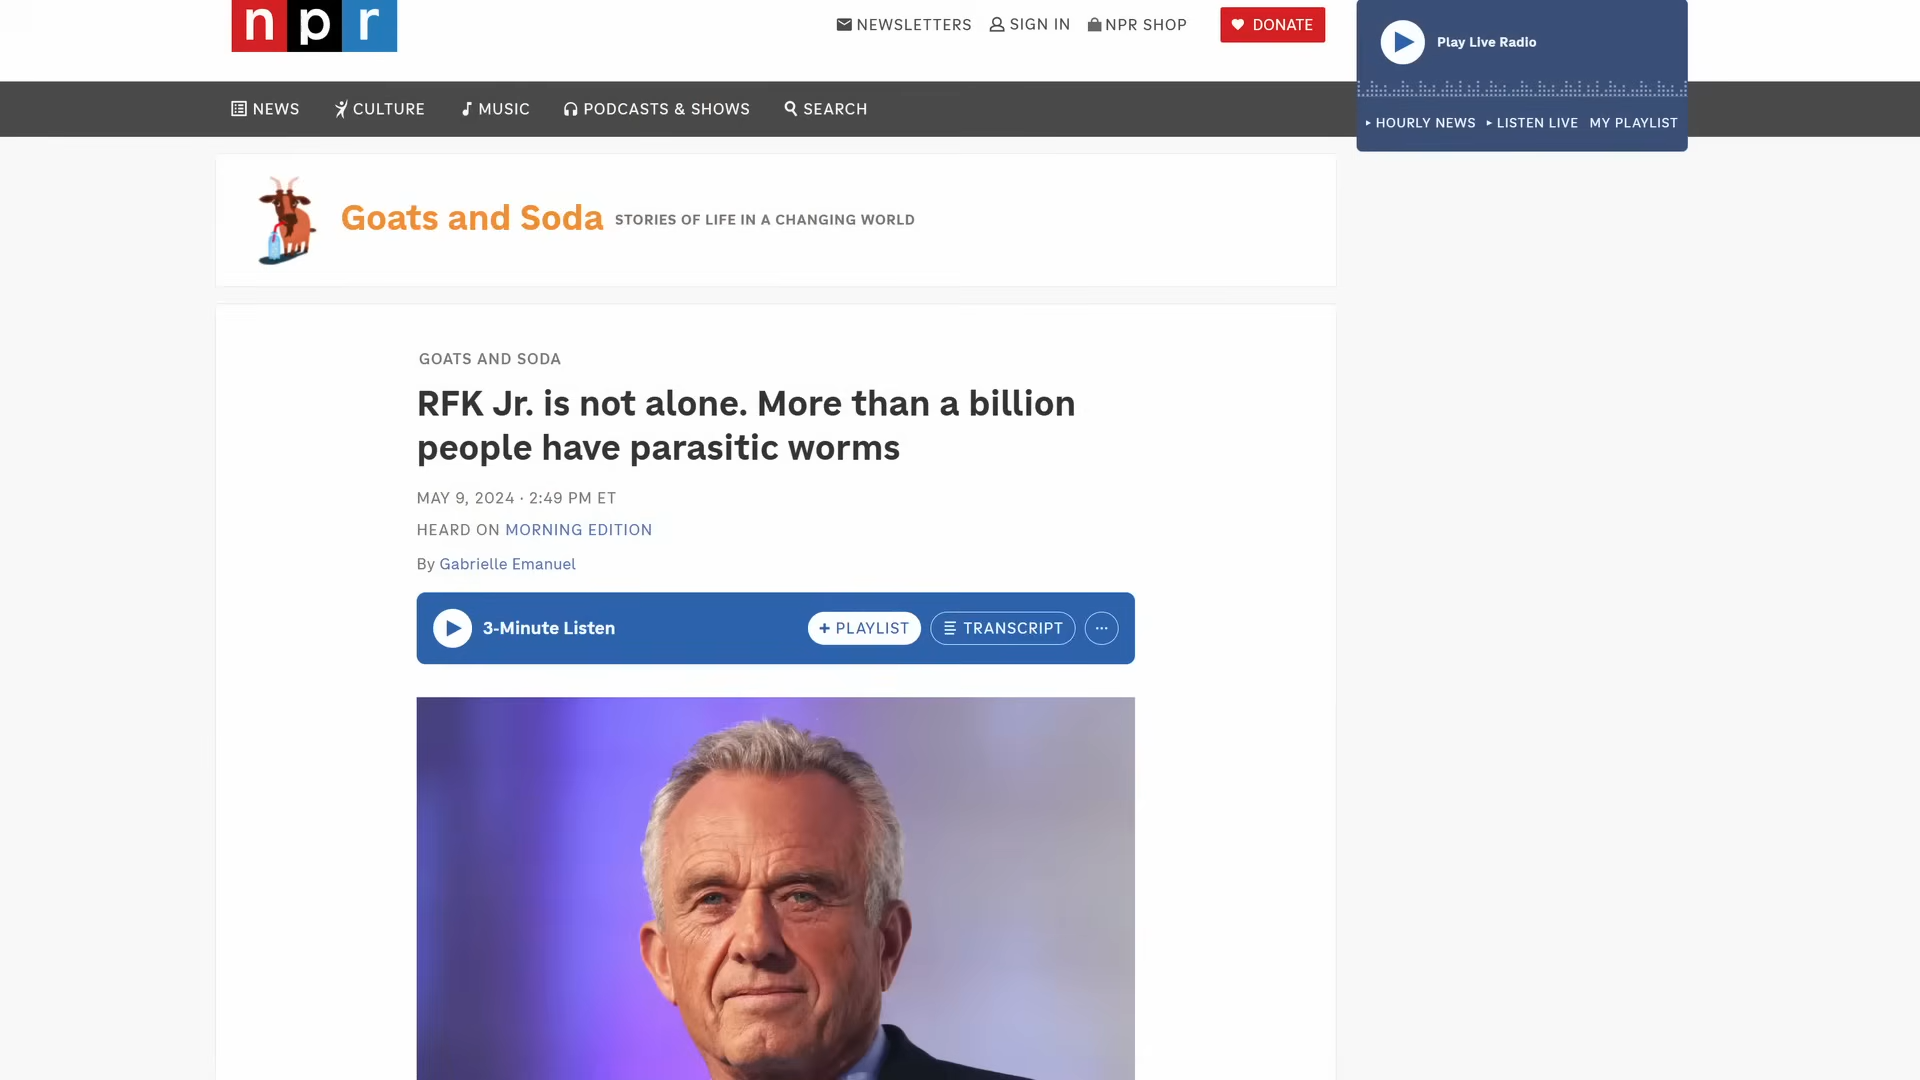 npr
NEWSLETTERS SIGN IN NPR SHOP DONATE
Play Live Radio
NEWS CULTURE MUSIC PODCASTS & SHOWS SEARCH
HOURLY NEWS LISTEN LIVE MY PLAYLIST
Goats and Soda STORIES OF LIFE IN A CHANGING WORLD
GOATS AND SODA
RFK Jr. is not alone. More than a billion
people have parasitic worms
MAY 9, 2024 · 2:49 PM ET
HEARD ON MORNING EDITION
By Gabrielle Emanuel
3-Minute Listen + PLAYLIST TRANSCRIPT ...